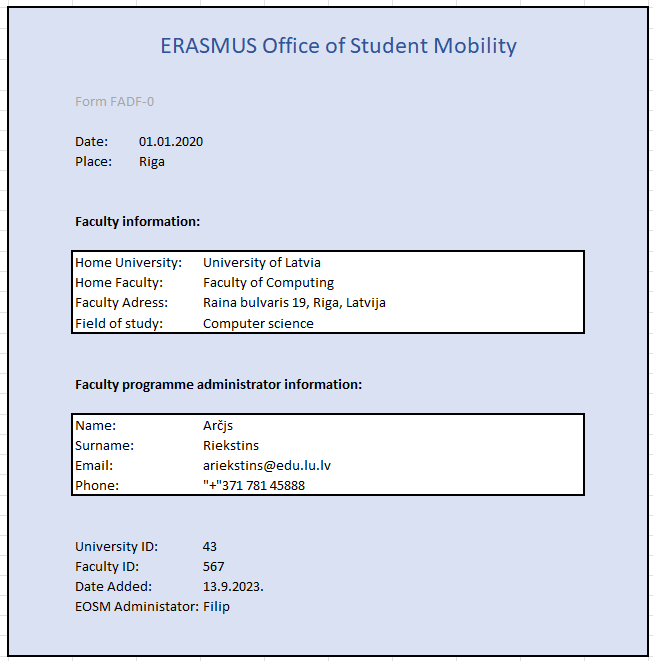 ERASMUS Office of Student Mobility
Form FADF-0
Date: 01.01.2020
Place: Riga
Faculty information:
Home University: University of Latvia
Home Faculty: Faculty of Computing
Faculty Adress: Raina bulvaris 19, Riga, Latvija
Field of study: Computer science
Faculty programme administrator information:
Name: Arčjs
Surname: Riekstins
Email: ariekstins@edu.lu.lv
Phone: "+"371 781 45888
University ID: 43
Faculty ID: 567
Date Added: 13.9.2023.
EOSM Administator: Filip